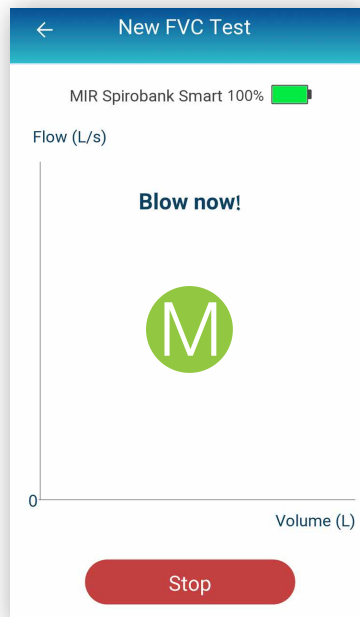 New FVC Test
MIR Spirobank Smart 100%
Flow (L/s)
Blow now!
M
0
Volume (L)
Stop